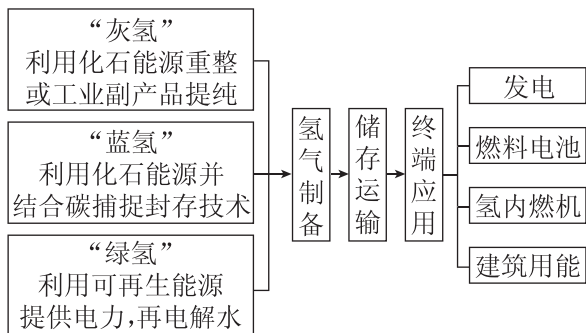 “灰氢”
利用化石能源重整
或工业副产品提纯
“蓝氢”
利用化石能源并
结合碳捕捉封存技术
“绿氢”
利用可再生能源
提供电力,再电解水
氢气制备
储存运输
终端应用
发电
燃料电池
氢内燃机
建筑用能